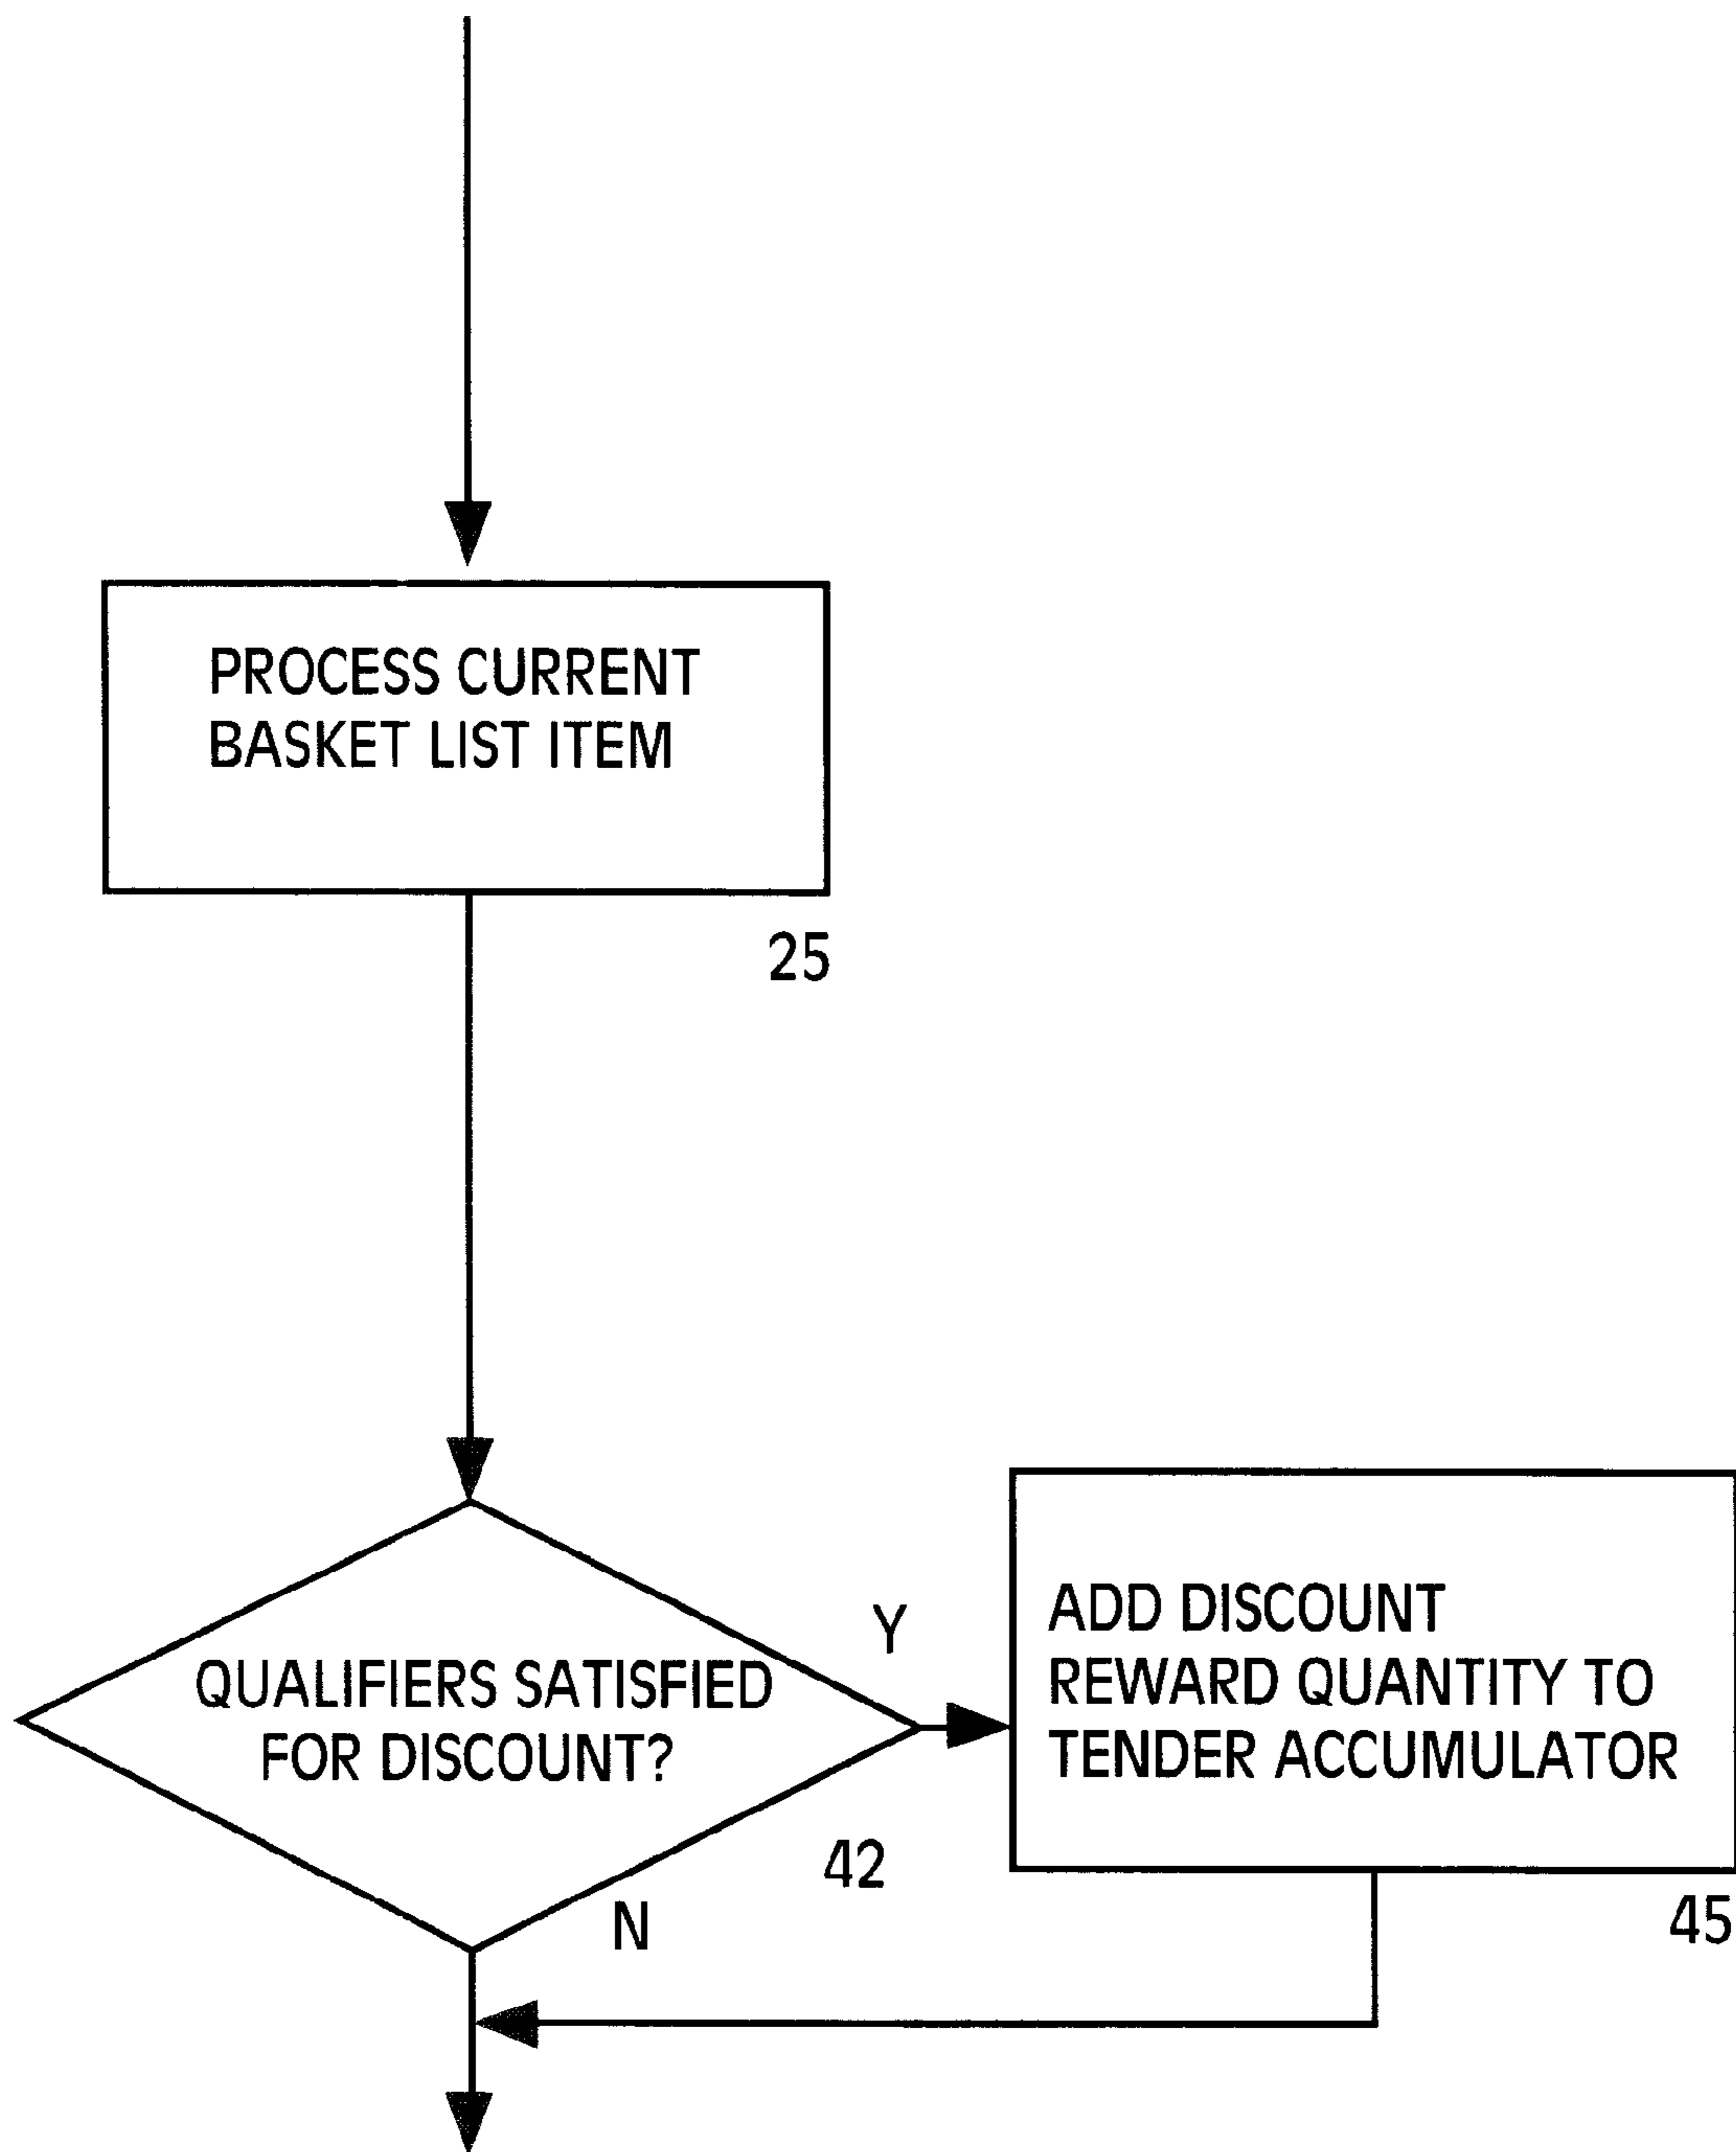 PROCESS CURRENT
BASKET LIST ITEM
25
QUALIFIERS SATISFIED
FOR DISCOUNT?
Y
N
42
ADD DISCOUNT
REWARD QUANTITY TO
TENDER ACCUMULATOR
45